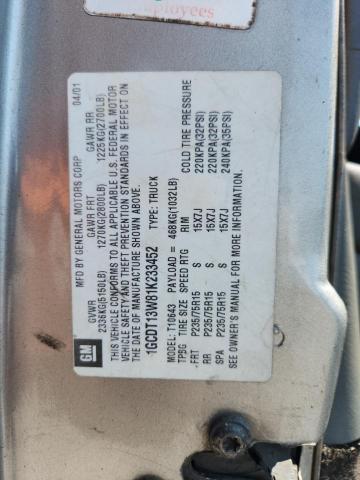 employees
MFD BY GENERAL MOTORS CORP 04/01
GVWR GAWR FRT GAWR RR
2336KG(5150LB) 1270KG(2800LB) 1225KG(2700LB)
THIS VEHICLE CONFORMS TO ALL APPLICABLE U.S. FEDERAL MOTOR
VEHICLE SAFETY AND THEFT PREVENTION STANDARDS IN EFFECT ON
THE DATE OF MANUFACTURE SHOWN ABOVE.
GM
1GCDT13W81K233452 TYPE: TRUCK
MODEL: T10643 PAYLOAD = 468KG(1032LB)
TPBG TIRE SIZE SPEED RTG RIM COLD TIRE PRESSURE
FRT P235/75R15 S 15X7J 220KPA(32PSI)
RR P235/75R15 S 15X7J 220KPA(32PSI)
SPA P235/75R15 S 15X7J 240KPA(35PSI)
SEE OWNER'S MANUAL FOR MORE INFORMATION.